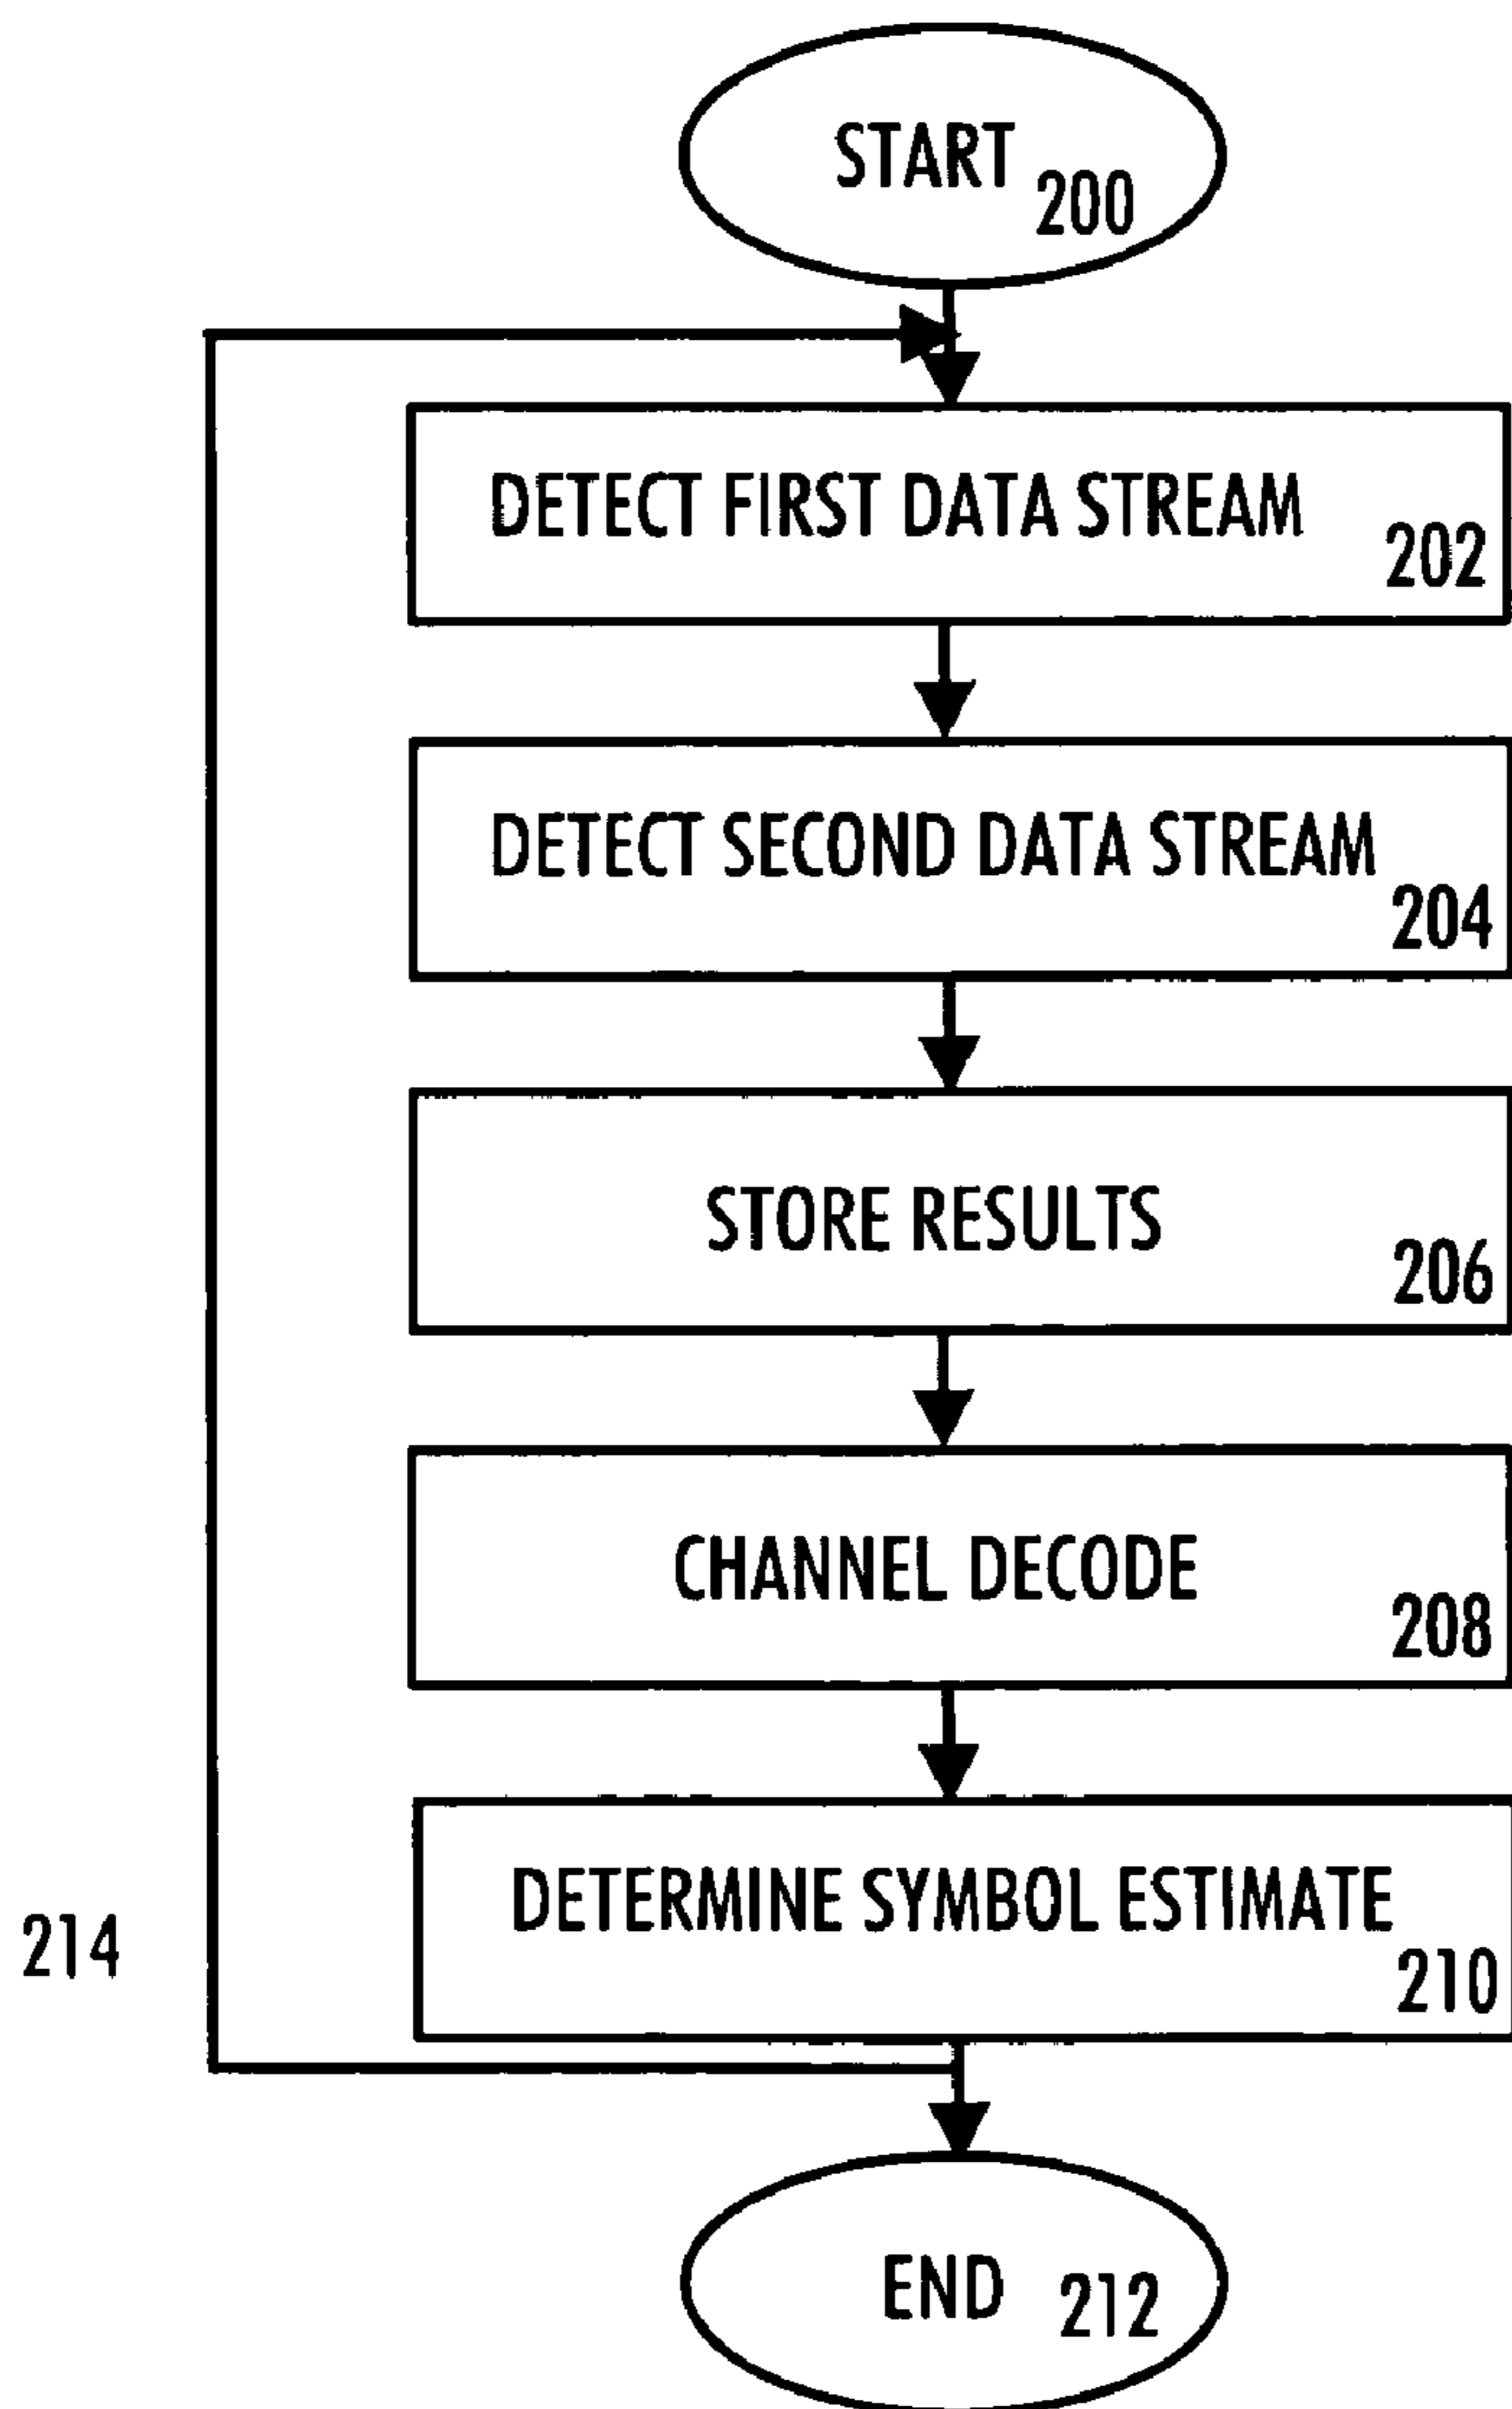 START 200
DETECT FIRST DATA STREAM
202
DETECT SECOND DATA STREAM
204
STORE RESULTS
206
CHANNEL DECODE
208
DETERMINE SYMBOL ESTIMATE
214
210
END 212